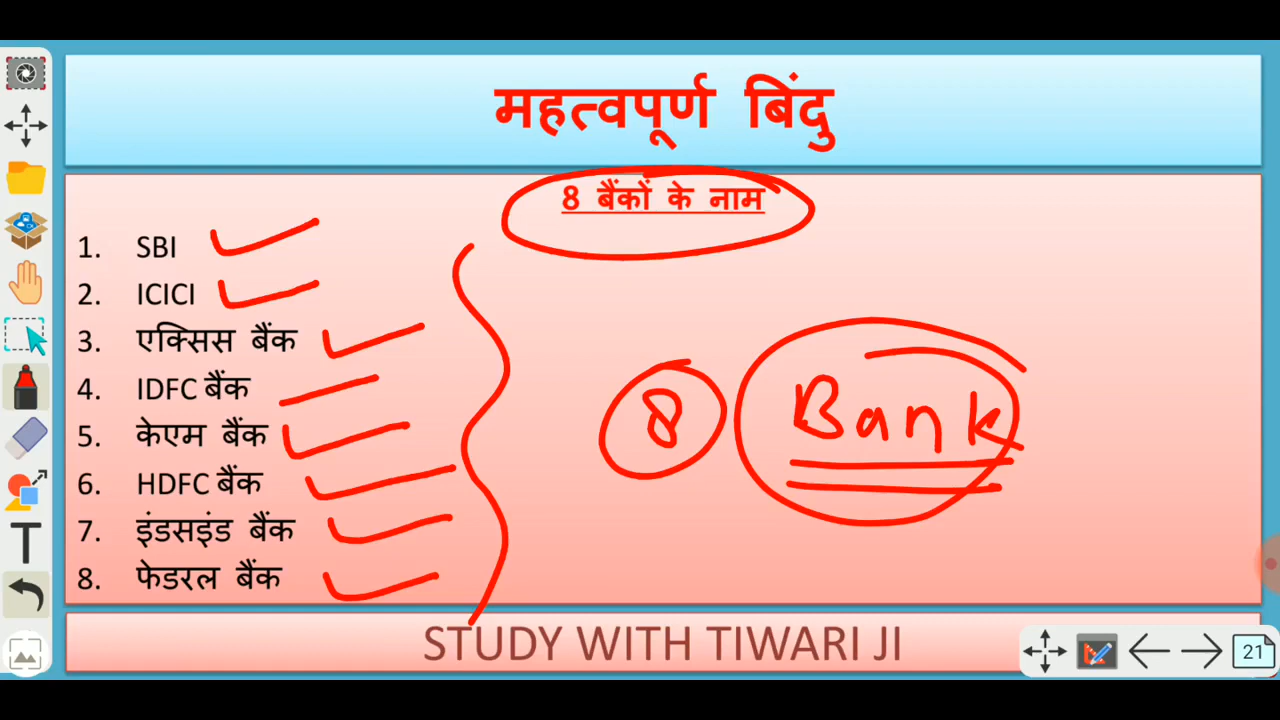 महत्वपूर्ण बिंदु
8 बैंकों के नाम
1. SBI
2. ICICI
3. एक्सिस बैंक
4. IDFC बैंक
5. केएम बैंक
6. HDFC बैंक
7. इंडसइंड बैंक
8. फेडरल बैंक
8 Bank
STUDY WITH TIWARI JI
T
21